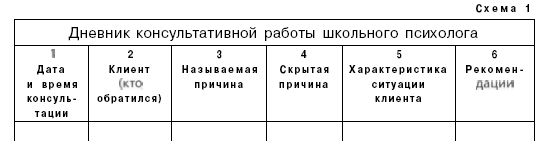 Схема 1
Дневник консультативной работы школьного психолога
1 2 3 4 5 6
Дата Клиент Называемая Скрытая Характеристика Рекомен-
и время (кто причина причина ситуации дации
консуль- обратился) клиента
тации